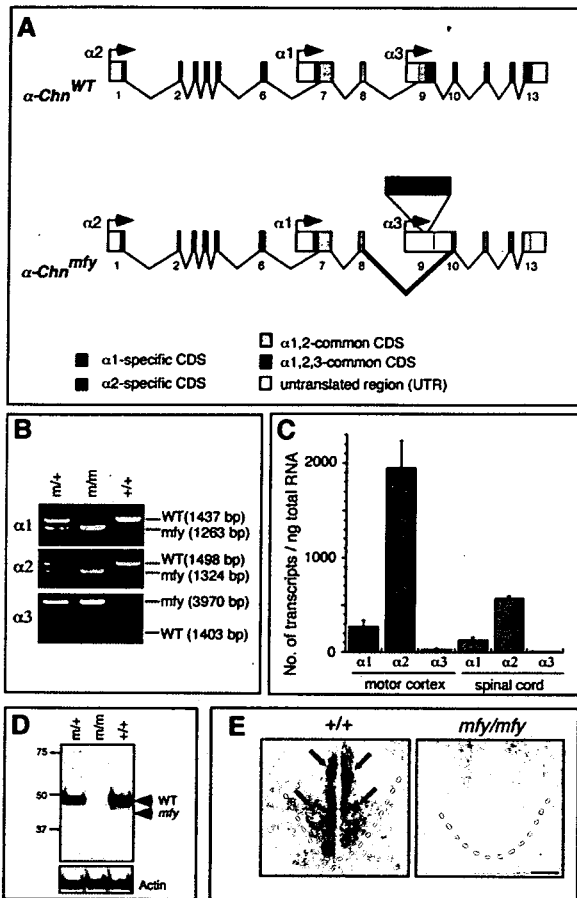 A
α2
α1
α3
α-Chn WT
1
2
6
7
8
9
10
13
α2
α1
α3
α-Chn mfy
1
2
6
7
8
9
10
13
α1-specific CDS
α2-specific CDS
α1,2-common CDS
α1,2,3-common CDS
untranslated region (UTR)
B
m/+
m/m
+/+
α1
WT(1437 bp)
mfy (1263 bp)
α2
WT(1498 bp)
mfy (1324 bp)
α3
mfy (3970 bp)
WT (1403 bp)
C
No. of transcripts / ng total RNA
2000
1000
0
α1 α2 α3 α1 α2 α3
motor cortex spinal cord
D
m/+
m/m
+/+
75
50
37
WT
mfy
Actin
E
+/+
mfy/mfy